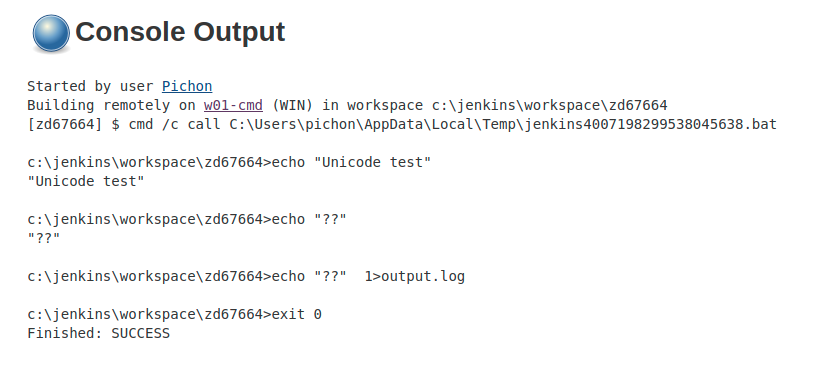 Console Output
Started by user Pichon
Building remotely on w01-cmd (WIN) in workspace c:\jenkins\workspace\zd67664
[zd67664] $ cmd /c call C:\Users\pichon\AppData\Local\Temp\jenkins4007198299538045638.bat
c:\jenkins\workspace\zd67664>echo "Unicode test"
"Unicode test"
c:\jenkins\workspace\zd67664>echo "??"
"??"
c:\jenkins\workspace\zd67664>echo "??"  1>output.log
c:\jenkins\workspace\zd67664>exit 0
Finished: SUCCESS